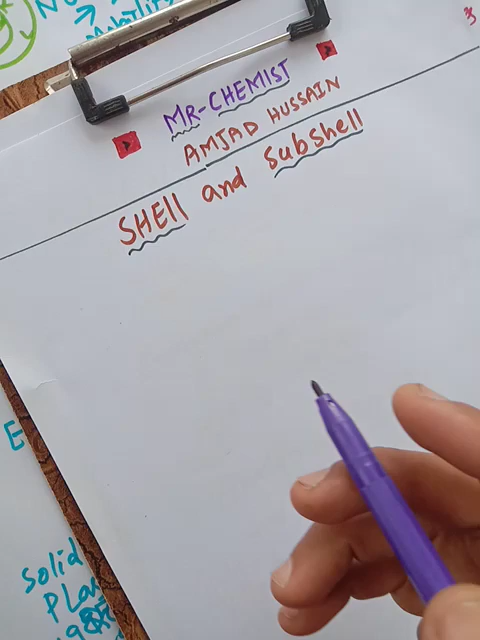 MR-CHEMIST
AMJAD HUSSAIN
SHEll and Subshell
E
Solid